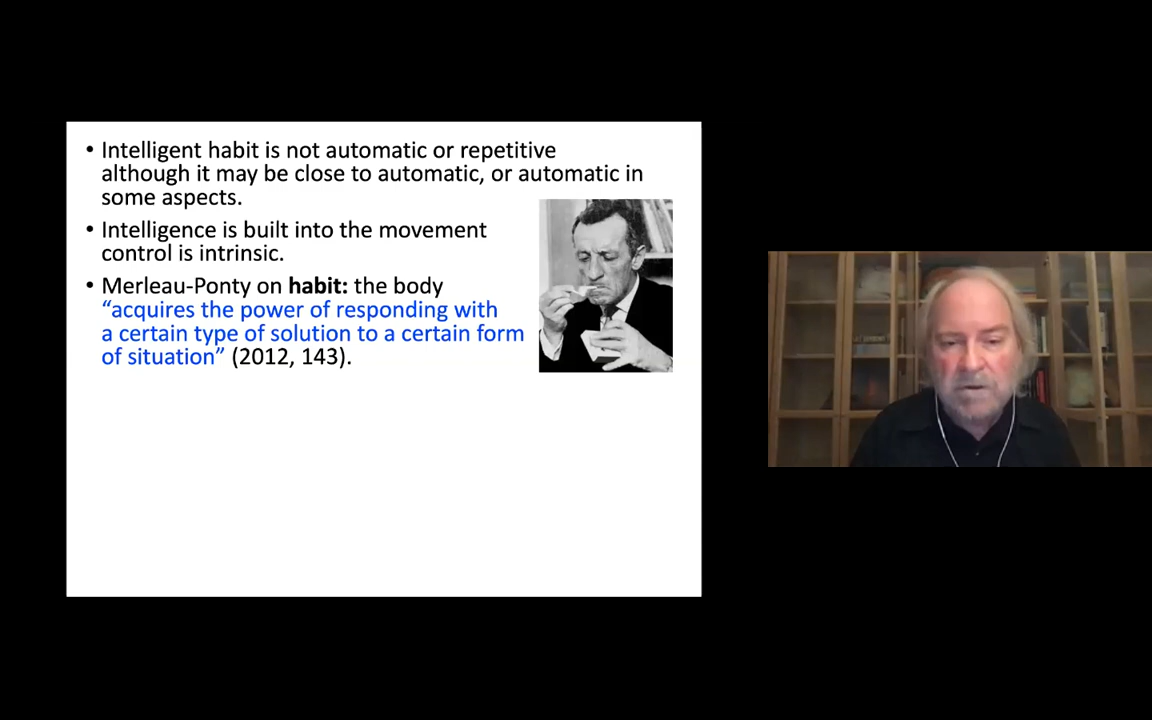 • Intelligent habit is not automatic or repetitive
although it may be close to automatic, or automatic in
some aspects.
• Intelligence is built into the movement
control is intrinsic.
• Merleau-Ponty on habit: the body
“acquires the power of responding with
a certain type of solution to a certain form
of situation” (2012, 143).